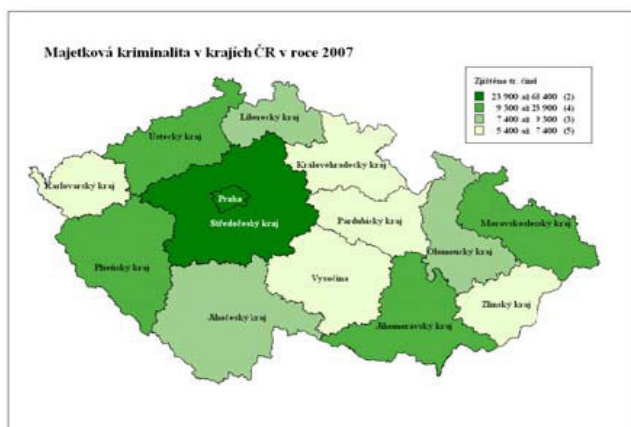 Majetková kriminalita v krajích ČR v roce 2007
Zjištěno tr. činů
23 900 až 68 400 (2)
9 300 až 23 900 (4)
7 400 až 9 300 (3)
5 400 až 7 400 (5)
Liberecký kraj
Ústecký kraj
Královéhradecký kraj
Karlovarský kraj
Praha
Středočeský kraj
Pardubický kraj
Moravskoslezský kraj
Olomoucký kraj
Plzeňský kraj
Vysočina
Zlínský kraj
Jihočeský kraj
Jihomoravský kraj